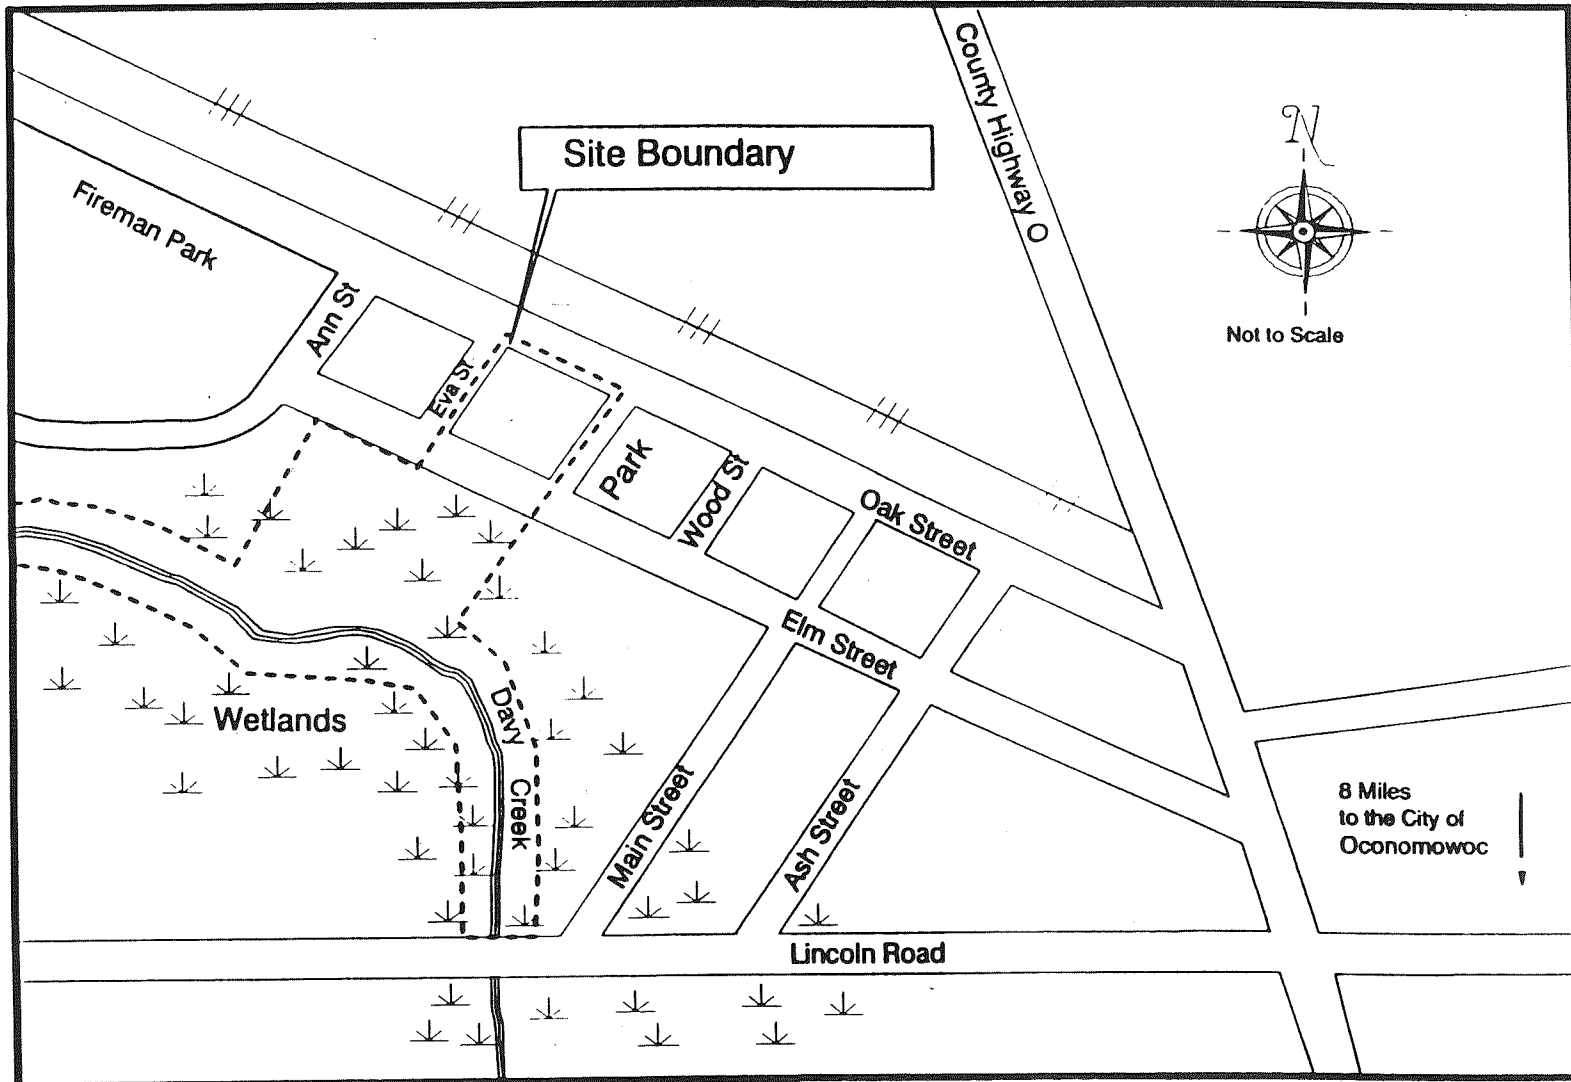 County Highway O
N
Site Boundary
Fireman Park
Ann St
Not to Scale
Eva St
Park
Wood St
Oak Street
Elm Street
Wetlands
Davy
Creek
Main Street
Ash Street
8 Miles
to the City of
Oconomowoc
Lincoln Road